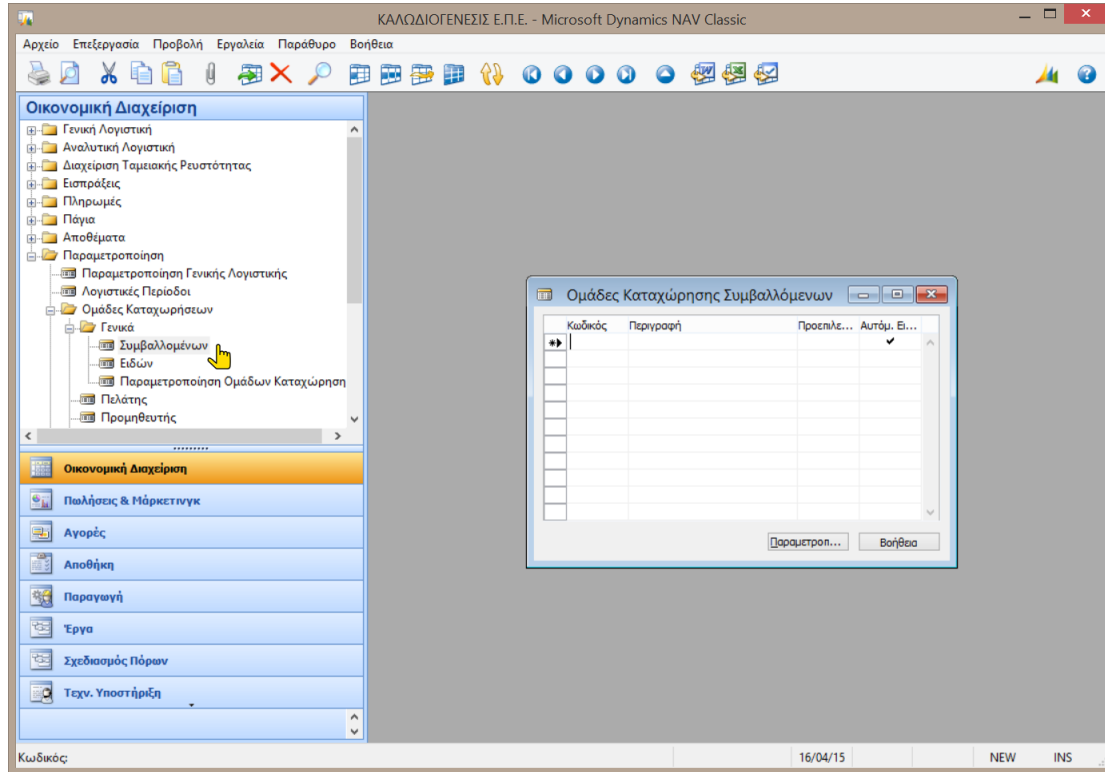 ΚΑΛΩΔΙΟΓΕΝΕΣΙΣ Ε.Π.Ε. - Microsoft Dynamics NAV Classic
Αρχείο Επεξεργασία Προβολή Εργαλεία Παράθυρο Βοήθεια
Οικονομική Διαχείριση
Γενική Λογιστική
Αναλυτική Λογιστική
Διαχείριση Ταμειακής Ρευστότητας
Εισπράξεις
Πληρωμές
Πάγια
Αποθέματα
Παραμετροποίηση
Παραμετροποίηση Γενικής Λογιστικής
Λογιστικές Περίοδοι
Ομάδες Καταχωρήσεων
Γενικά
Συμβαλλομένων
Ειδών
Παραμετροποίηση Ομάδων Καταχώρηση
Πελάτης
Προμηθευτής
Οικονομική Διαχείριση
Πωλήσεις & Μάρκετινγκ
Αγορές
Αποθήκη
Παραγωγή
Έργα
Σχεδιασμός Πόρων
Τεχν. Υποστήριξη
Ομάδες Καταχώρησης Συμβαλλόμενων
Κωδικός Περιγραφή Προεπιλε... Αυτόμ. Ει...
Παραμετροπ... Βοήθεια
Κωδικός: 16/04/15 NEW INS